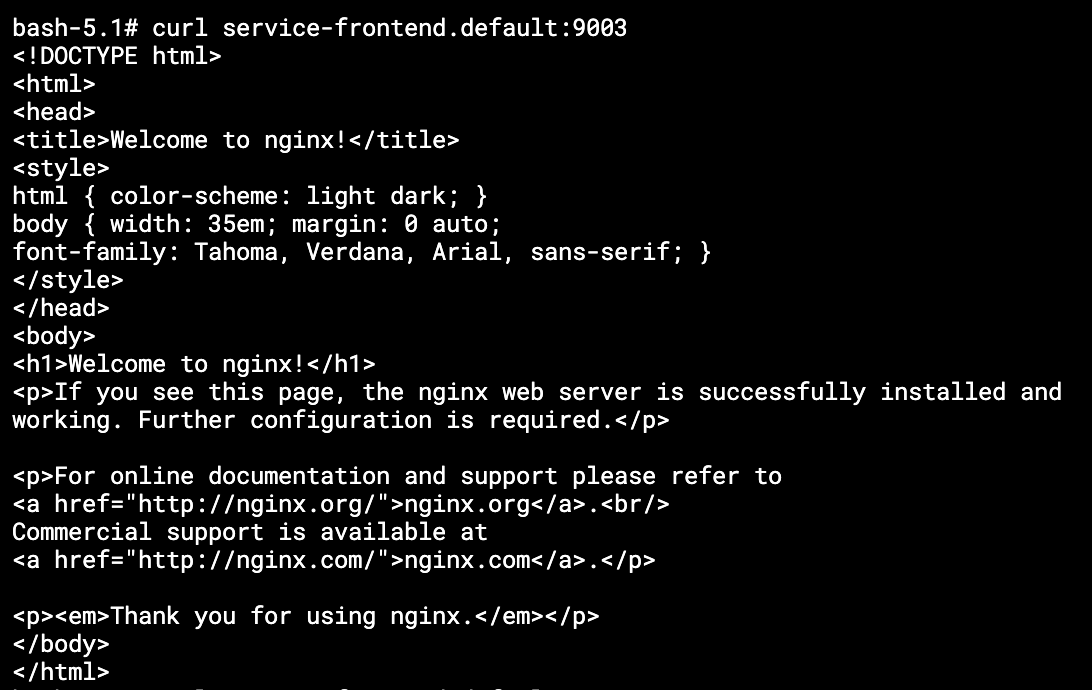 bash-5.1# curl service-frontend.default:9003
<!DOCTYPE html>
<html>
<head>
<title>Welcome to nginx!</title>
<style>
html { color-scheme: light dark; }
body { width: 35em; margin: 0 auto;
font-family: Tahoma, Verdana, Arial, sans-serif; }
</style>
</head>
<body>
<h1>Welcome to nginx!</h1>
<p>If you see this page, the nginx web server is successfully installed and
working. Further configuration is required.</p>

<p>For online documentation and support please refer to
<a href="http://nginx.org/">nginx.org</a>.<br/>
Commercial support is available at
<a href="http://nginx.com/">nginx.com</a>.</p>

<p><em>Thank you for using nginx.</em></p>
</body>
</html>